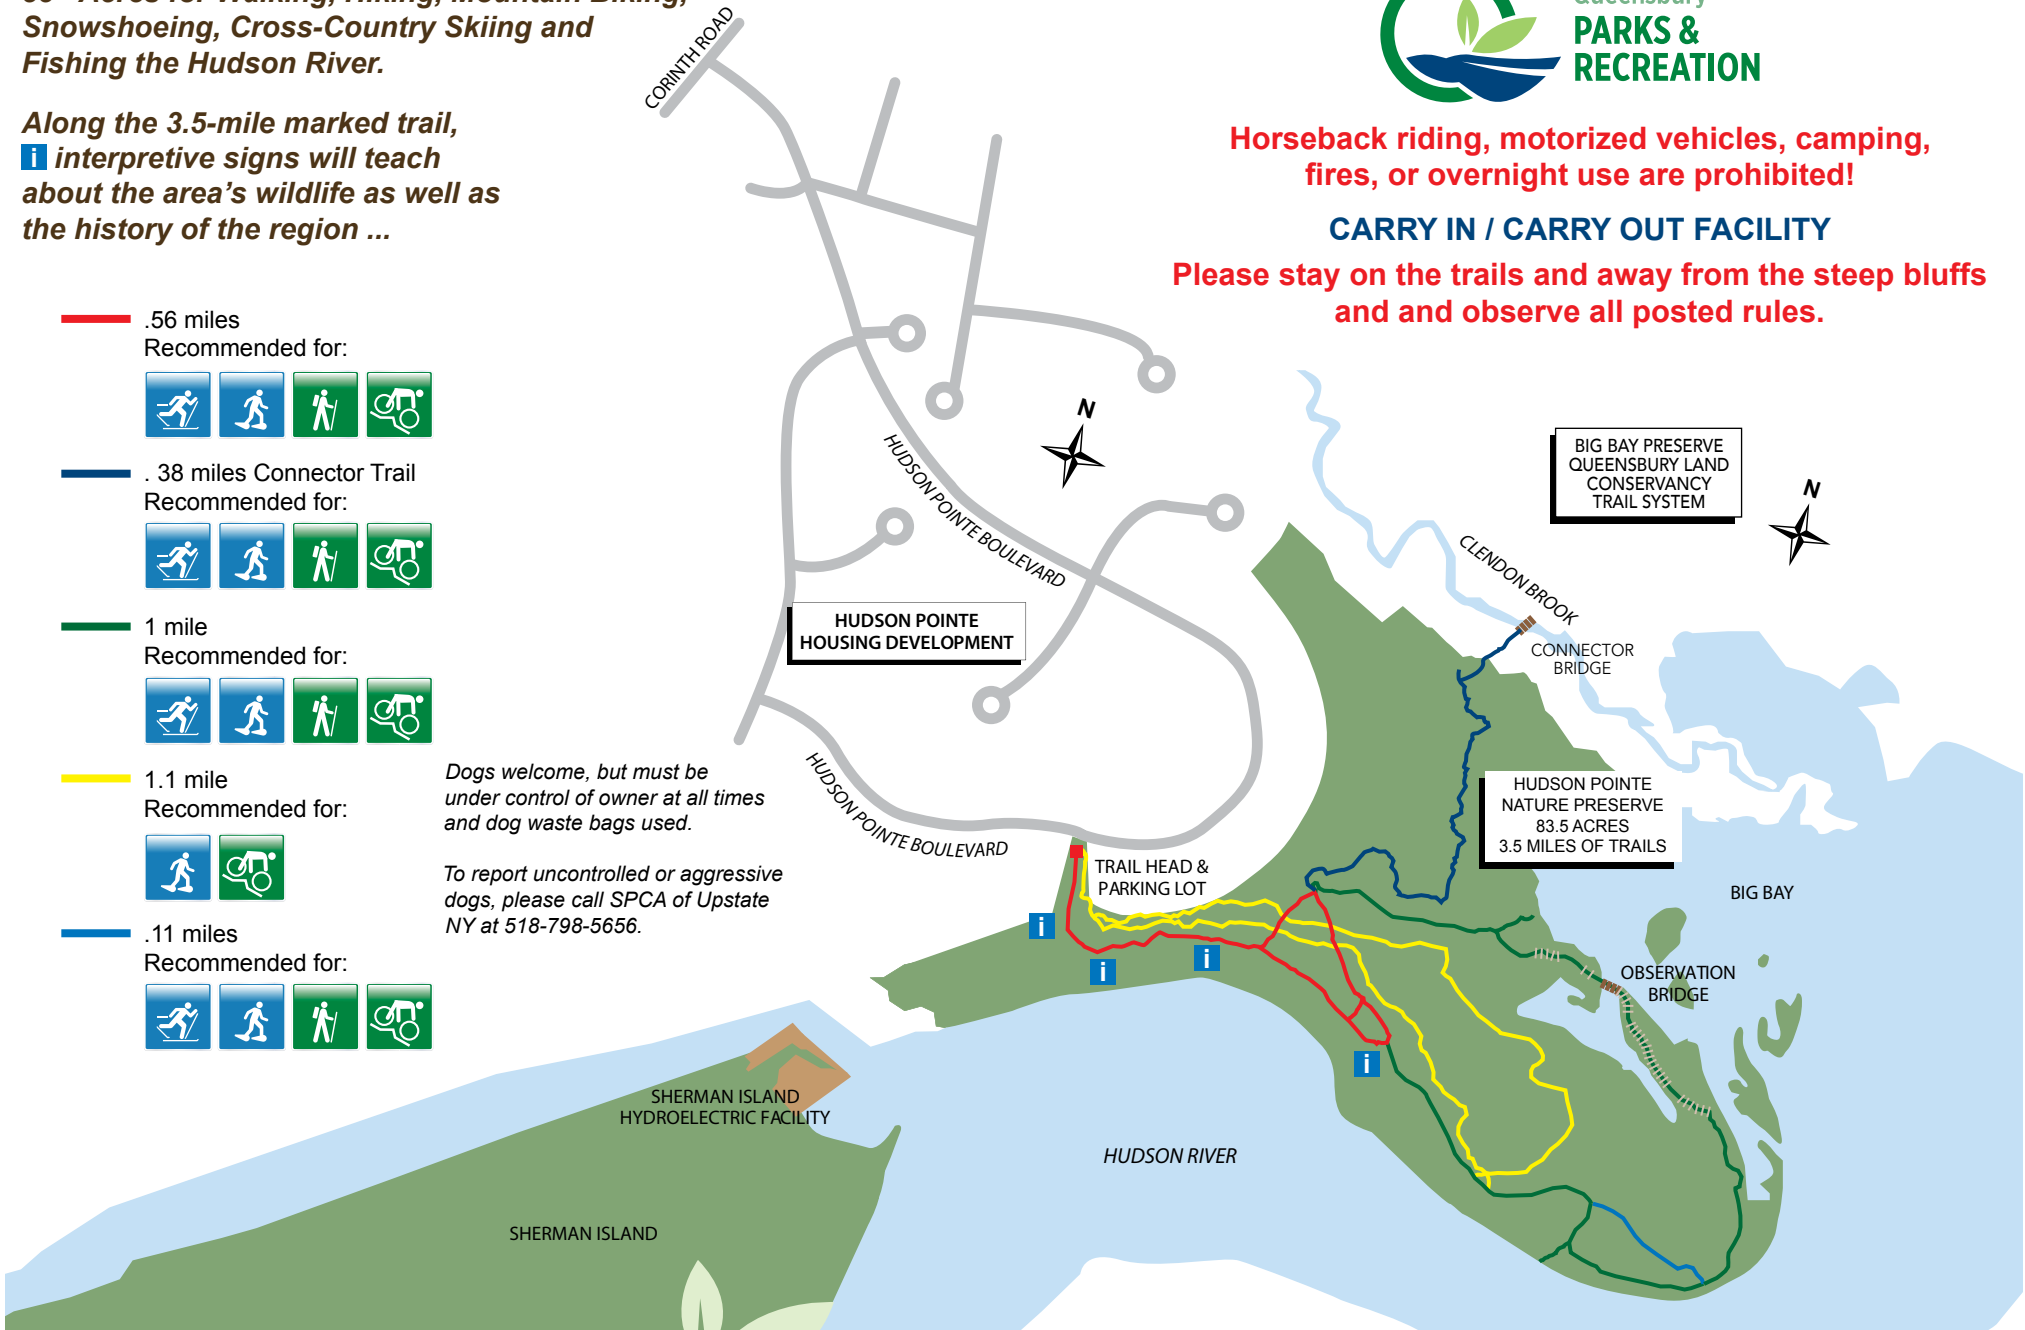 Snowshoeing, Cross-Country Skiing and
Fishing the Hudson River.
Along the 3.5-mile marked trail,
i interpretive signs will teach
about the area's wildlife as well as
the history of the region ...
.56 miles
Recommended for:
. 38 miles Connector Trail
Recommended for:
1 mile
Recommended for:
1.1 mile
Recommended for:
.11 miles
Recommended for:
Dogs welcome, but must be
under control of owner at all times
and dog waste bags used.
To report uncontrolled or aggressive
dogs, please call SPCA of Upstate
NY at 518-798-5656.
CORINTH ROAD
Queensbury
PARKS &
RECREATION
Horseback riding, motorized vehicles, camping,
fires, or overnight use are prohibited!
CARRY IN / CARRY OUT FACILITY
Please stay on the trails and away from the steep bluffs
and and observe all posted rules.
N
HUDSON POINTE BOULEVARD
HUDSON POINTE
HOUSING DEVELOPMENT
HUDSON POINTE BOULEVARD
BIG BAY PRESERVE
QUEENSBURY LAND
CONSERVANCY
TRAIL SYSTEM
N
CLENDON BROOK
CONNECTOR
BRIDGE
HUDSON POINTE
NATURE PRESERVE
83.5 ACRES
3.5 MILES OF TRAILS
TRAIL HEAD &
PARKING LOT
BIG BAY
OBSERVATION
BRIDGE
i
i
i
i
SHERMAN ISLAND
HYDROELECTRIC FACILITY
HUDSON RIVER
SHERMAN ISLAND